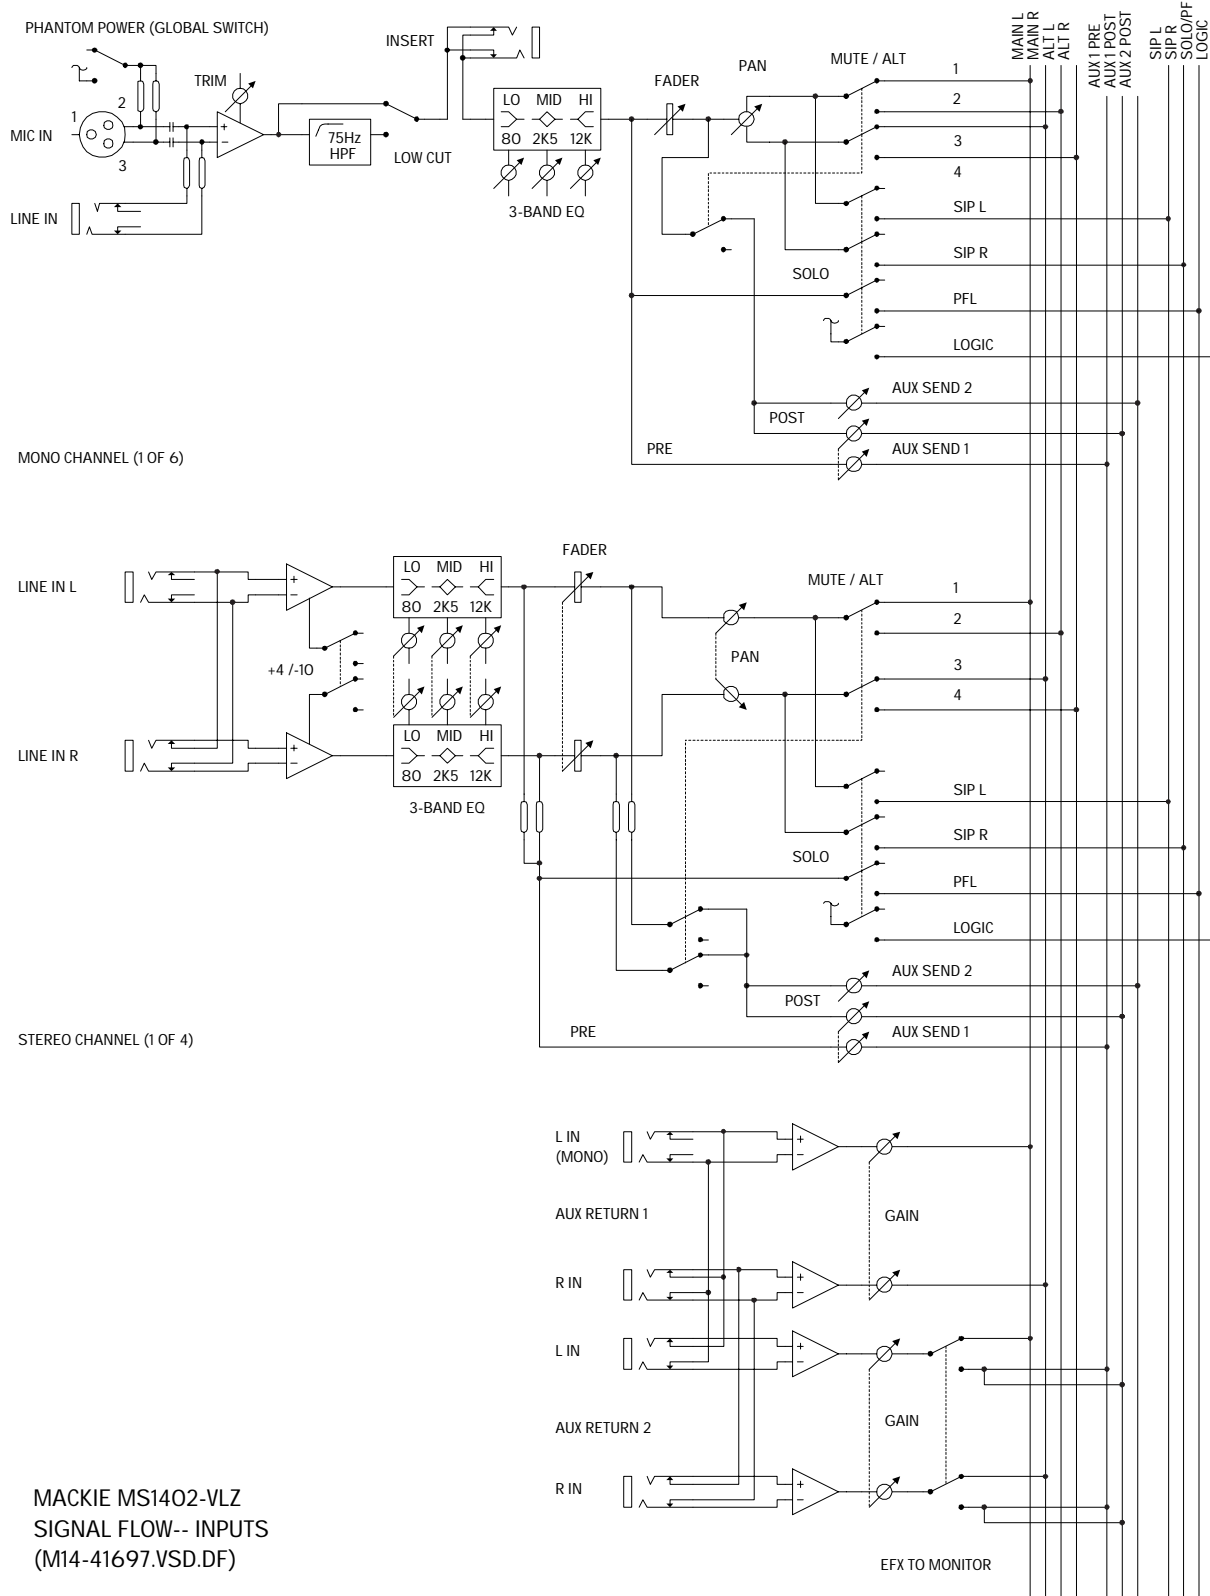 PHANTOM POWER (GLOBAL SWITCH)
INSERT
TRIM
FADER
PAN
MUTE / ALT
MAIN L
MAIN R
ALT L
ALT R
AUX 1 PRE
AUX 1 POST
AUX 2 POST
SIP L
SIP R
SOLO/PF
LOGIC
1
2
3
4
MIC IN
1
2
3
+
−
75Hz
HPF
LOW CUT
LO MID HI
80 2K5 12K
3-BAND EQ
LINE IN
SIP L
SIP R
SOLO
PFL
LOGIC
AUX SEND 2
POST
PRE
AUX SEND 1
MONO CHANNEL (1 OF 6)
FADER
LINE IN L
+
−
LO MID HI
80 2K5 12K
MUTE / ALT
1
2
3
4
PAN
+4 /-10
LINE IN R
+
−
LO MID HI
80 2K5 12K
3-BAND EQ
SIP L
SIP R
SOLO
PFL
LOGIC
AUX SEND 2
POST
PRE
AUX SEND 1
STEREO CHANNEL (1 OF 4)
L IN
(MONO)
+
−
AUX RETURN 1
GAIN
R IN
+
−
L IN
+
−
AUX RETURN 2
GAIN
R IN
+
−
EFX TO MONITOR
MACKIE MS1402-VLZ
SIGNAL FLOW-- INPUTS
(M14-41697.VSD.DF)